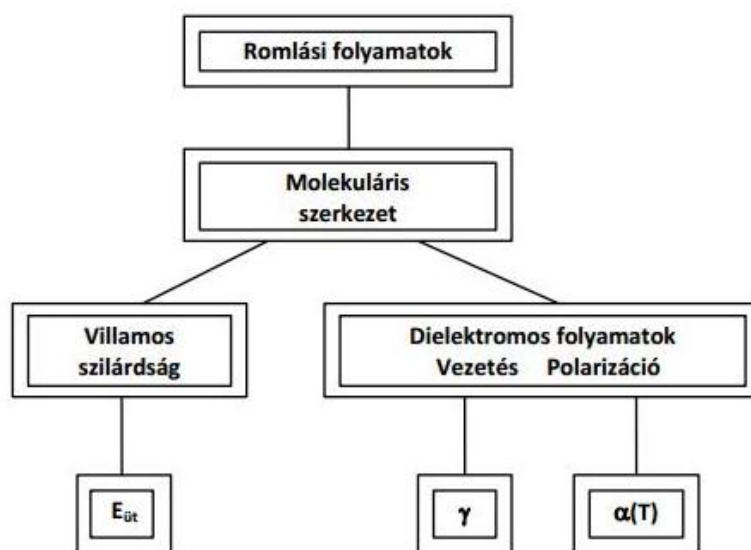 Romlási folyamatok
Molekuláris
szerkezet
Villamos
szilárdság
Dielektromos folyamatok
Vezetés Polarizáció
Eüt
γ
α(T)